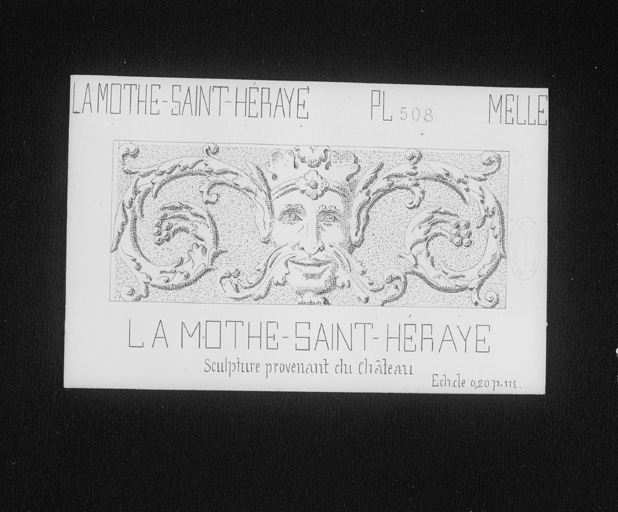 LA MOTHE-SAINT-HÉRAYE PL 508 MELLE
LA MOTHE-SAINT-HÉRAYE
Sculpture provenant du Château
Echelle 0,20 p. m.